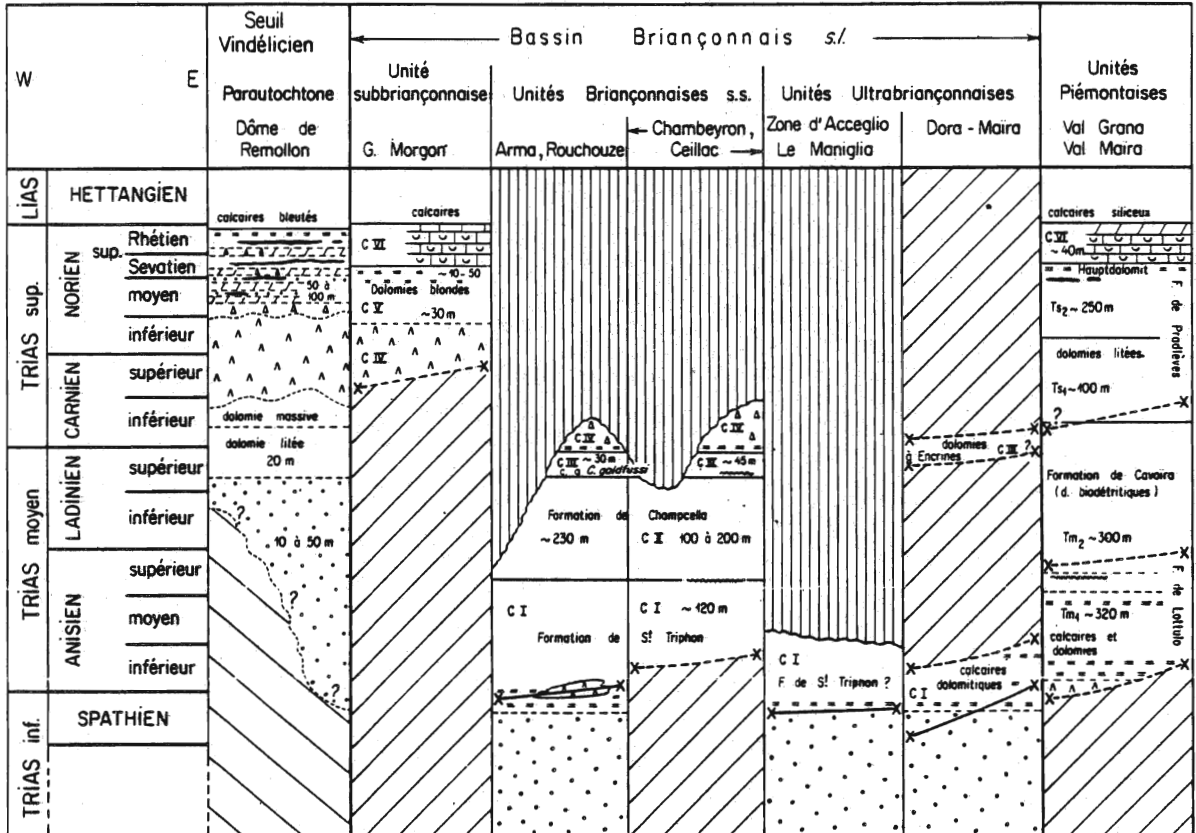 Seuil
Vindélicien
Bassin Briançonnais s.l.
W E
Parautochtone
Dôme de
Remollon
Unité
subbriançonnaise
G. Morgon
Unités Briançonnaises s.s.
Arma, Rouchouze
Chambeyron,
Ceillac
Unités Ultrabriançonnaises
Zone d'Acceglio
Le Maniglia
Dora - Maïra
Unités
Piémontaises
Val Grana
Val Maira
LIAS
HETTANGIEN
TRIAS sup.
NORIEN
sup.
Rhétien
Sevatien
moyen
inférieur
CARNIEN
supérieur
inférieur
TRIAS moyen
LADINIEN
supérieur
inférieur
ANISIEN
supérieur
moyen
inférieur
TRIAS inf.
SPATHIEN
calcaires bleutés
50 à
100 m
dolomie massive
dolomie litée
20 m
?
10 à 50 m
?
?
?
calcaires
C VI
~ 10-50
Dolomies blondes
C V
~ 30 m
C IV
C IV
C III ~ 30 m
c. à C. goldfussi
Formation de
~ 230 m
C I
Formation de
C IV
C III ~ 45 m
Champcella
C II 100 à 200 m
C I ~ 120 m
St Triphon
C I
F. de St Triphon ?
dolomies
à Encrines
C III ?
calcaires
dolomitiques
C I
calcaires siliceux
C VI
~ 40m
Hauptdolomit
Ts2 ~ 250 m
dolomies litées
Ts1 ~ 100 m
F. de Pradlèves
?
Formation de Cavoira
(d. biodétritiques)
Tm2 ~ 300 m
Tm1 ~ 320 m
calcaires et
dolomies
F. de Lottulo